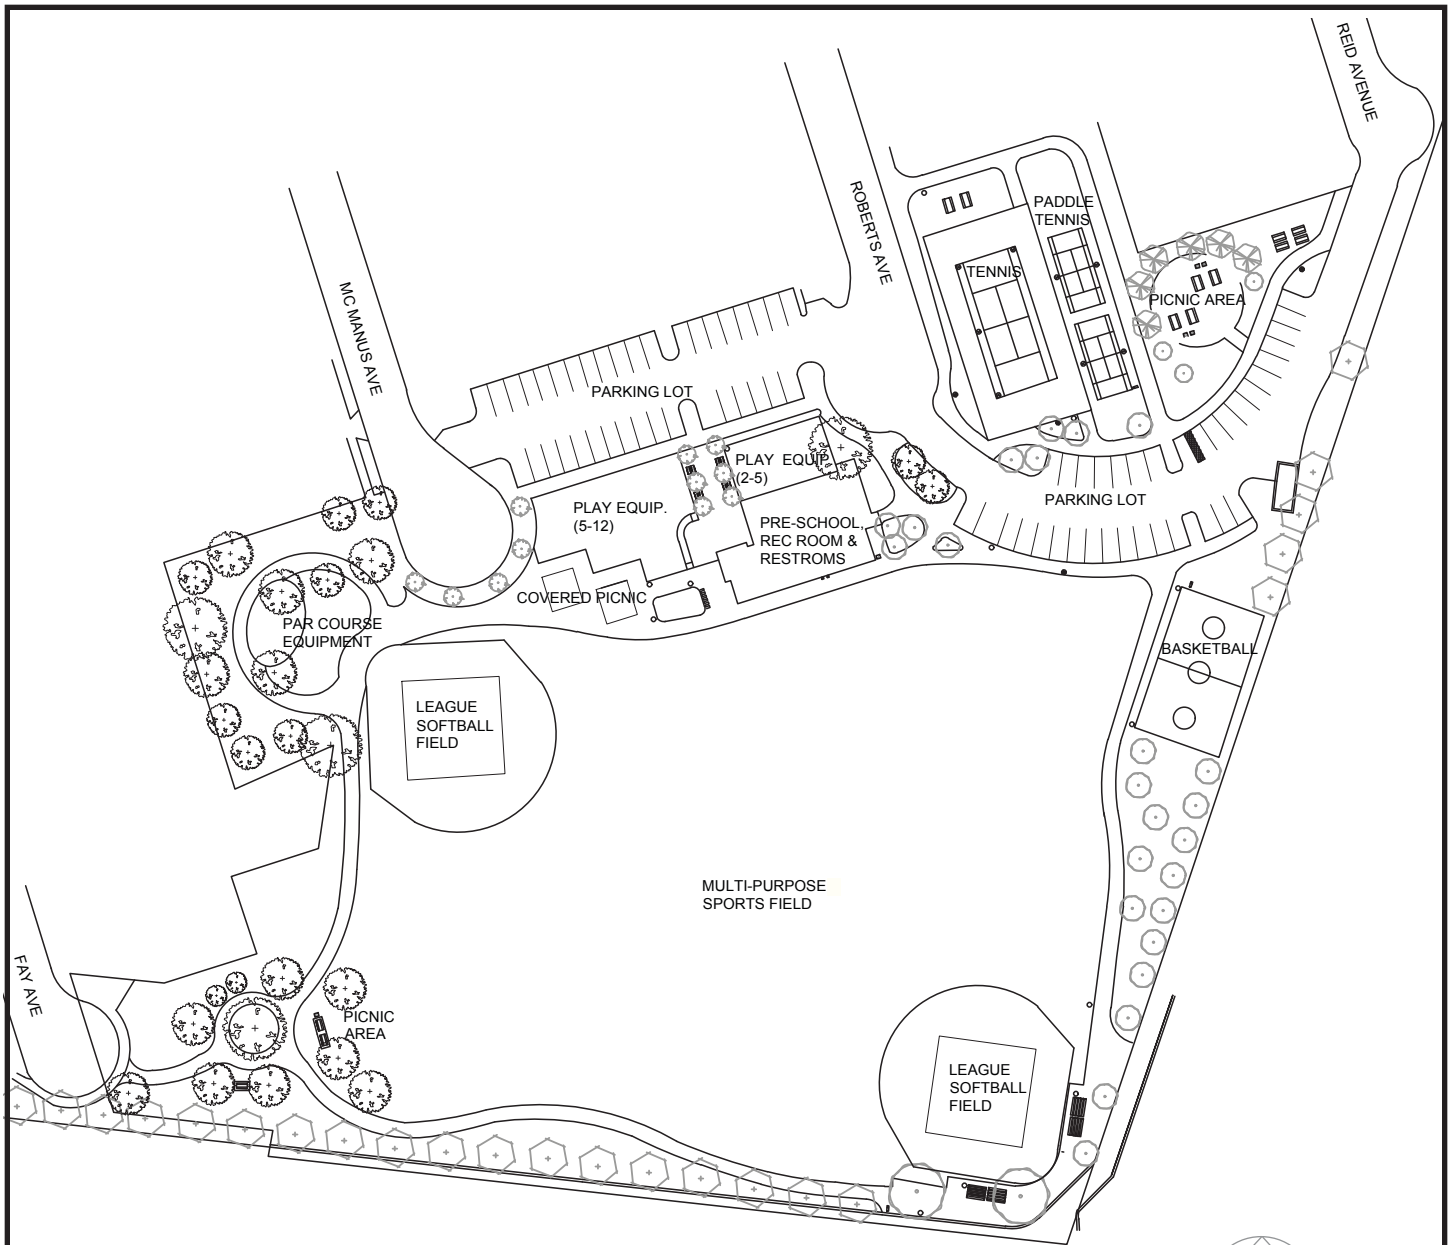 REID AVENUE
ROBERTS AVE
PADDLE
TENNIS
TENNIS
PICNIC AREA
MC MANUS AVE
PARKING LOT
PLAY EQUIP.
(2-5)
PLAY EQUIP.
(5-12)
PARKING LOT
PRE-SCHOOL,
REC ROOM &
RESTROMS
COVERED PICNIC
PAR COURSE
EQUIPMENT
BASKETBALL
LEAGUE
SOFTBALL
FIELD
MULTI-PURPOSE
SPORTS FIELD
FAY AVE
PICNIC
AREA
LEAGUE
SOFTBALL
FIELD